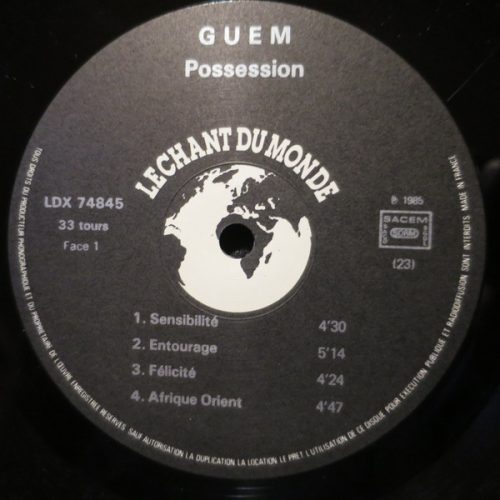 GUEM
Possession
LE CHANT DU MONDE
LDX 74845
33 tours
Face 1
℗ 1985
SACEM
SDRM
(23)
1. Sensibilité 4'30
2. Entourage 5'14
3. Félicité 4'24
4. Afrique Orient 4'47
TOUS DROITS DU PRODUCTEUR PHONOGRAPHIQUE ET DU PROPRIETAIRE DE L'ŒUVRE ENREGISTREE RESERVES. SAUF AUTORISATION LA DUPLICATION LA LOCATION LE PRET L'UTILISATION DE CE DISQUE POUR EXECUTION PUBLIQUE ET RADIODIFFUSION SONT INTERDITS. MADE IN FRANCE